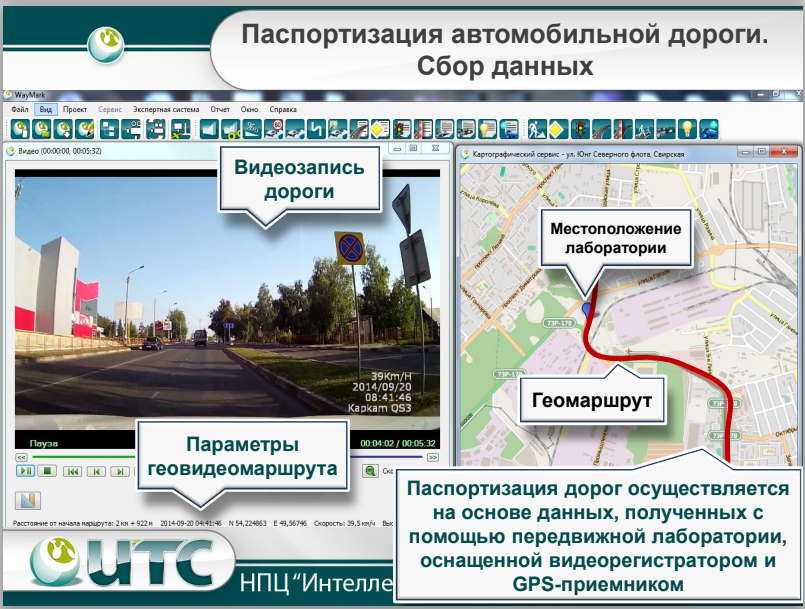 Паспортизация автомобильной дороги.
Сбор данных
WayMark
Файл Вид Проект Сервис Экспертная система Отчет Окно Справка
Видео (00:00:00, 00:05:32)
Видеозапись
дороги
39Km/H
2014/09/20
08:41:46
Каркам QS3
Пауза
00:04:02 / 00:05:32
Параметры
геовидеомаршрута
Расстояние от начала маршрута: 2 км + 922 м 2014-09-20 04:41:46 N 54,224863 E 49,56746 Скорость: 39,5 км/ч
Картографический сервис - ул. Юнг Северного флота, Свирская
Местоположение
лаборатории
73Р-178
Геомаршрут
Паспортизация дорог осуществляется
на основе данных, полученных с
помощью передвижной лаборатории,
оснащенной видеорегистратором и
GPS-приемником
итс
НПЦ "Интелле